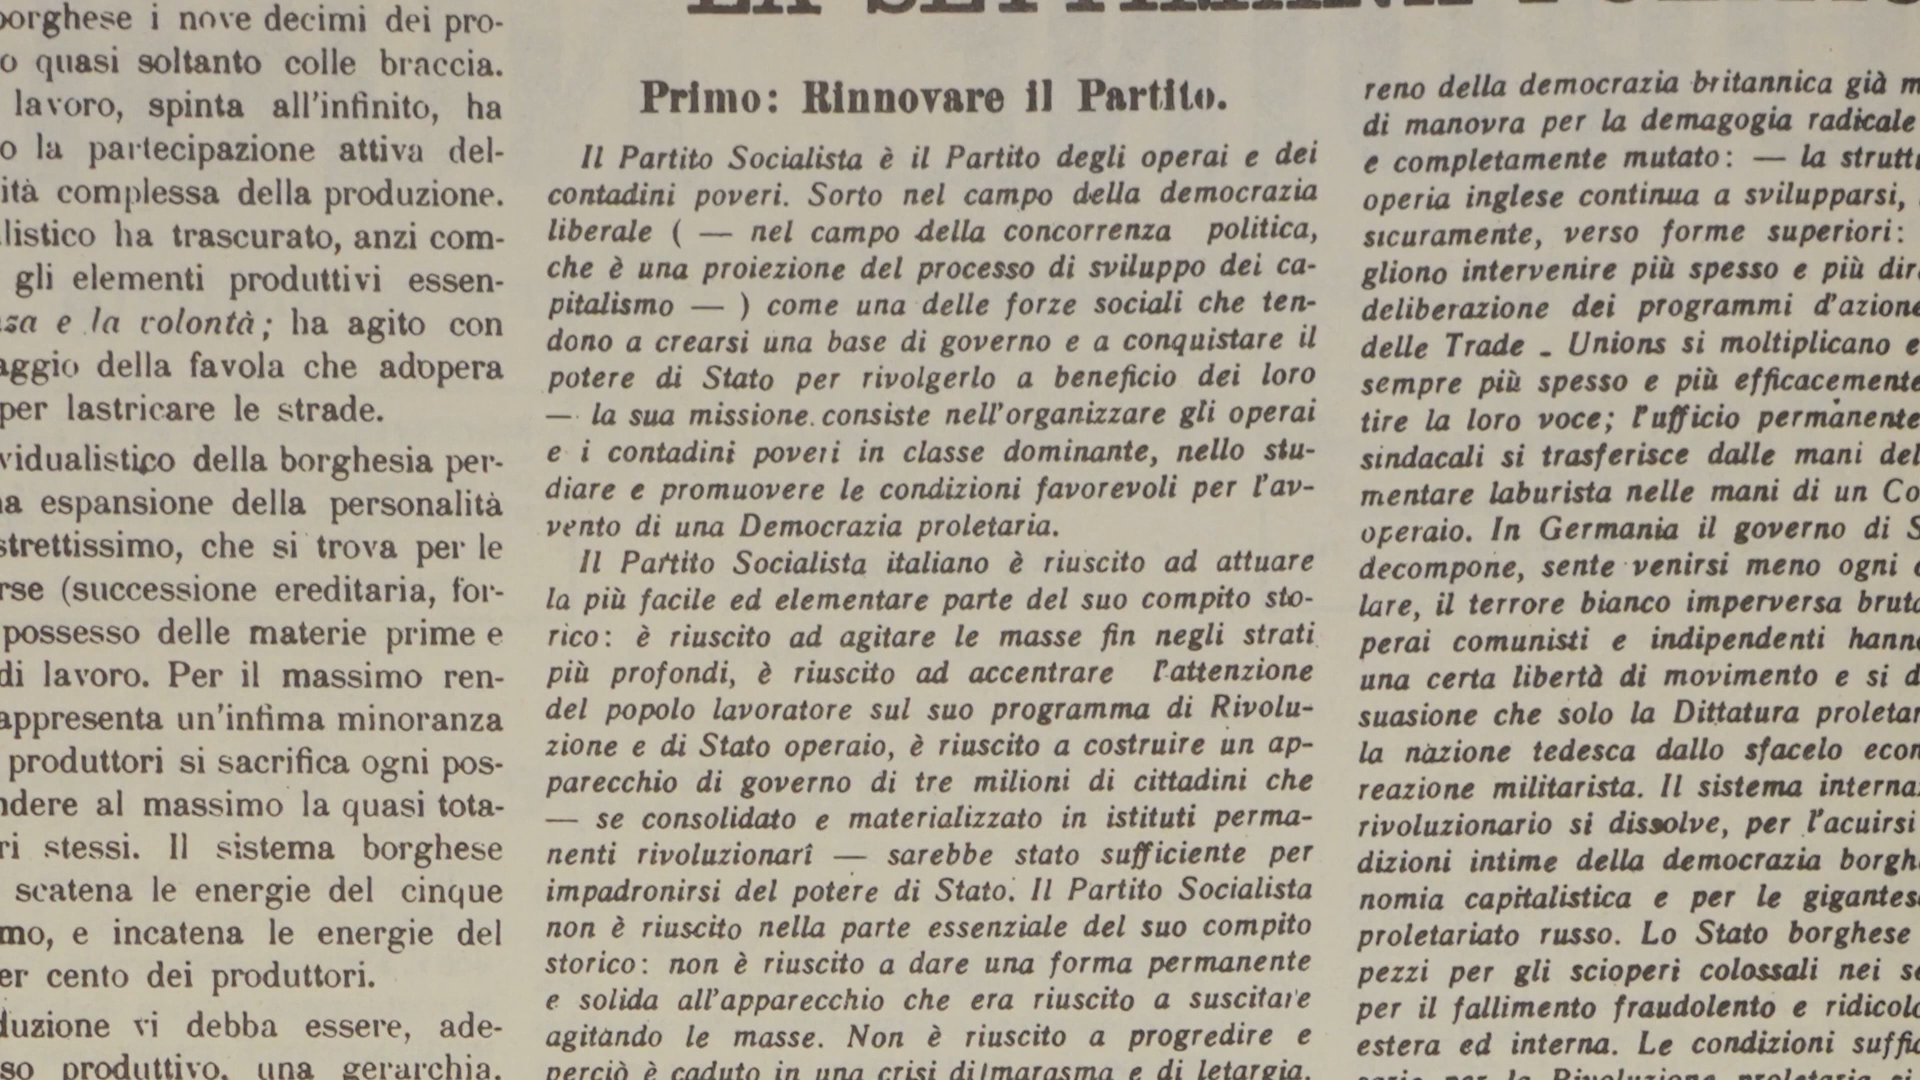 LA SETTIMANA POLITIC
borghese i nove decimi dei pro-
o quasi soltanto colle braccia.
lavoro, spinta all'infinito, ha
o la partecipazione attiva del-
ità complessa della produzione.
listico ha trascurato, anzi com-
gli elementi produttivi essen-
sa e la volontà; ha agito con
aggio della favola che adopera
per lastricare le strade.
vidualistico della borghesia per-
na espansione della personalità
strettissimo, che si trova per le
rse (successione ereditaria, for-
possesso delle materie prime e
di lavoro. Per il massimo ren-
appresenta un'infima minoranza
produttori si sacrifica ogni pos-
ndere al massimo la quasi tota-
ri stessi. Il sistema borghese
scatena le energie del cinque
mo, e incatena le energie del
er cento dei produttori.
duzione vi debba essere, ade-
so produttivo, una gerarchia,
Primo: Rinnovare il Partito.
Il Partito Socialista è il Partito degli operai e dei
contadini poveri. Sorto nel campo della democrazia
liberale ( — nel campo della concorrenza politica,
che è una proiezione del processo di sviluppo dei ca-
pitalismo — ) come una delle forze sociali che ten-
dono a crearsi una base di governo e a conquistare il
potere di Stato per rivolgerlo a beneficio dei loro
— la sua missione consiste nell'organizzare gli operai
e i contadini poveri in classe dominante, nello stu-
diare e promuovere le condizioni favorevoli per l'av-
vento di una Democrazia proletaria.
Il Partito Socialista italiano è riuscito ad attuare
la più facile ed elementare parte del suo compito sto-
rico: è riuscito ad agitare le masse fin negli strati
più profondi, è riuscito ad accentrare l'attenzione
del popolo lavoratore sul suo programma di Rivolu-
zione e di Stato operaio, è riuscito a costruire un ap-
parecchio di governo di tre milioni di cittadini che
— se consolidato e materializzato in istituti perma-
nenti rivoluzionarî — sarebbe stato sufficiente per
impadronirsi del potere di Stato. Il Partito Socialista
non è riuscito nella parte essenziale del suo compito
storico: non è riuscito a dare una forma permanente
e solida all'apparecchio che era riuscito a suscitare
agitando le masse. Non è riuscito a progredire e
perciò è caduto in una crisi di marasma e di letargia.
reno della democrazia britannica già m
di manovra per la demagogia radicale
e completamente mutato: — la strutt
operia inglese continua a svilupparsi,
sicuramente, verso forme superiori:
gliono intervenire più spesso e più dir
deliberazione dei programmi d'azione
delle Trade - Unions si moltiplicano e
sempre più spesso e più efficacemente
tire la loro voce; l'ufficio permanente
sindacali si trasferisce dalle mani del
mentare laburista nelle mani di un Co
operaio. In Germania il governo di S
decompone, sente venirsi meno ogni
lare, il terrore bianco imperversa bruta
perai comunisti e indipendenti hanno
una certa libertà di movimento e si d
suasione che solo la Dittatura proletar
la nazione tedesca dallo sfacelo econ
reazione militarista. Il sistema interna
rivoluzionario si dissolve, per l'acuirsi
dizioni intime della democrazia borgh
nomia capitalistica e per le gigantes
proletariato russo. Lo Stato borghese
pezzi per gli scioperi colossali nei se
per il fallimento fraudolento e ridicolo
estera ed interna. Le condizioni suffic
per la Rivoluzione proletaria si